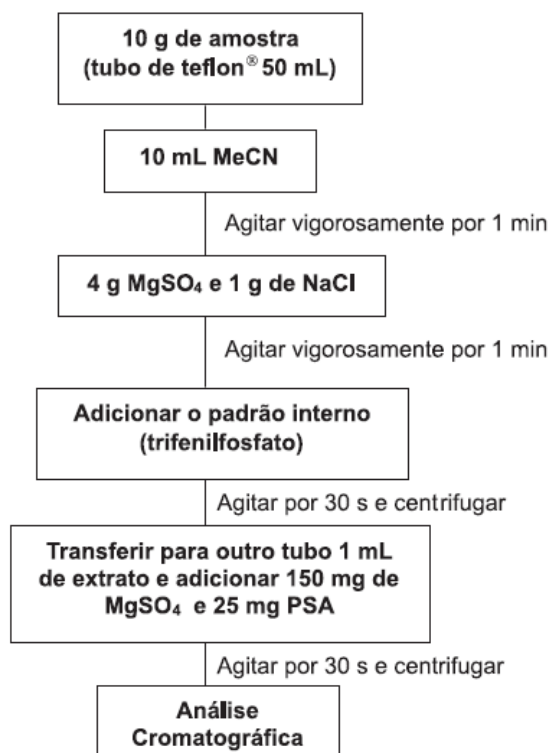 10 g de amostra
(tubo de teflon® 50 mL)
10 mL MeCN
Agitar vigorosamente por 1 min
4 g MgSO₄ e 1 g de NaCl
Agitar vigorosamente por 1 min
Adicionar o padrão interno
(trifenilfosfato)
Agitar por 30 s e centrifugar
Transferir para outro tubo 1 mL
de extrato e adicionar 150 mg de
MgSO₄ e 25 mg PSA
Agitar por 30 s e centrifugar
Análise
Cromatográfica